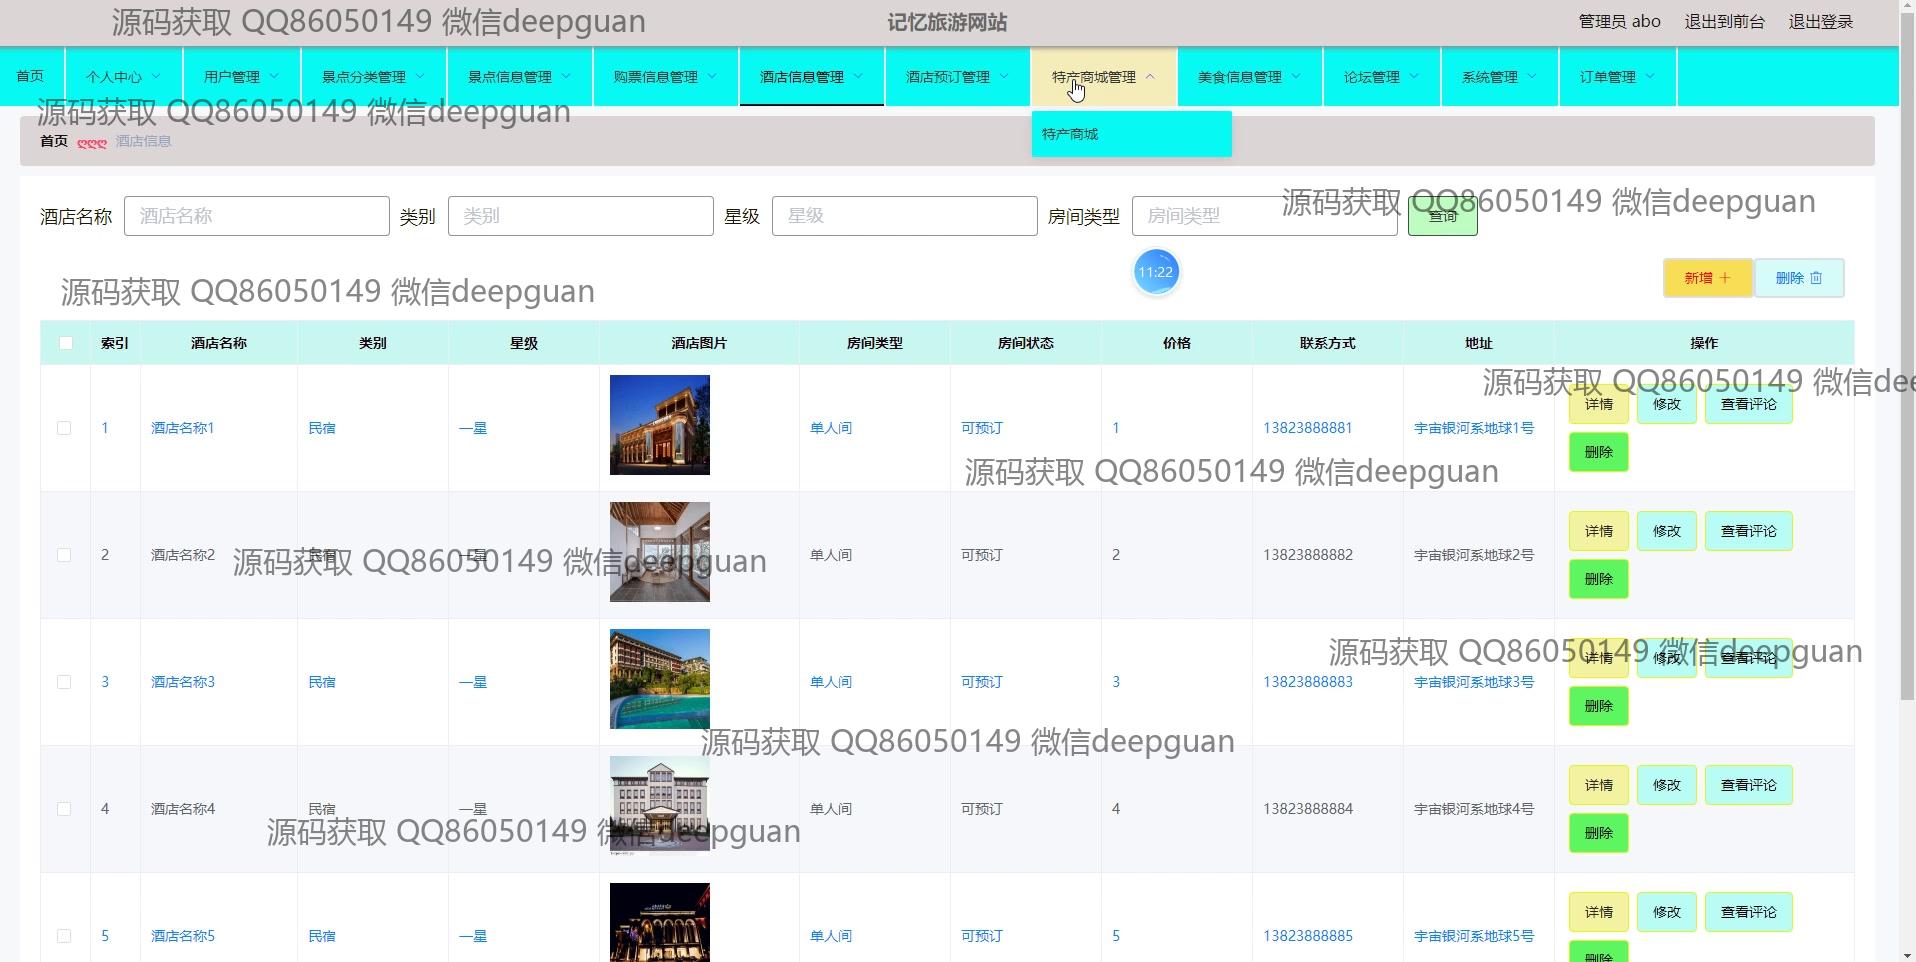 源码获取 QQ86050149 微信deepguan
记忆旅游网站
管理员 abo 退出到前台 退出登录
首页 个人中心 用户管理 景点分类管理 景点信息管理 购票信息管理 酒店信息管理 酒店预订管理 特产商城管理 美食信息管理 论坛管理 系统管理 订单管理
源码获取 QQ86050149 微信deepguan
特产商城
首页 ღღღ 酒店信息
源码获取 QQ86050149 微信deepguan
酒店名称 酒店名称 类别 类别 星级 星级 房间类型 房间类型 查询
11:22
新增 删除
源码获取 QQ86050149 微信deepguan
索引 酒店名称 类别 星级 酒店图片 房间类型 房间状态 价格 联系方式 地址 操作
源码获取 QQ86050149 微信dee
详情 修改 查看评论
1 酒店名称1 民宿 一星 单人间 可预订 1 13823888881 宇宙银河系地球1号
删除
源码获取 QQ86050149 微信deepguan
详情 修改 查看评论
2 酒店名称2 民宿 一星 单人间 可预订 2 13823888882 宇宙银河系地球2号
源码获取 QQ86050149 微信deepguan
删除
源码获取 QQ86050149 微信deepguan
详情 修改 查看评论
3 酒店名称3 民宿 一星 单人间 可预订 3 13823888883 宇宙银河系地球3号
删除
源码获取 QQ86050149 微信deepguan
详情 修改 查看评论
4 酒店名称4 民宿 一星 单人间 可预订 4 13823888884 宇宙银河系地球4号
源码获取 QQ86050149 微信deepguan
删除
详情 修改 查看评论
5 酒店名称5 民宿 一星 单人间 可预订 5 13823888885 宇宙银河系地球5号
删除